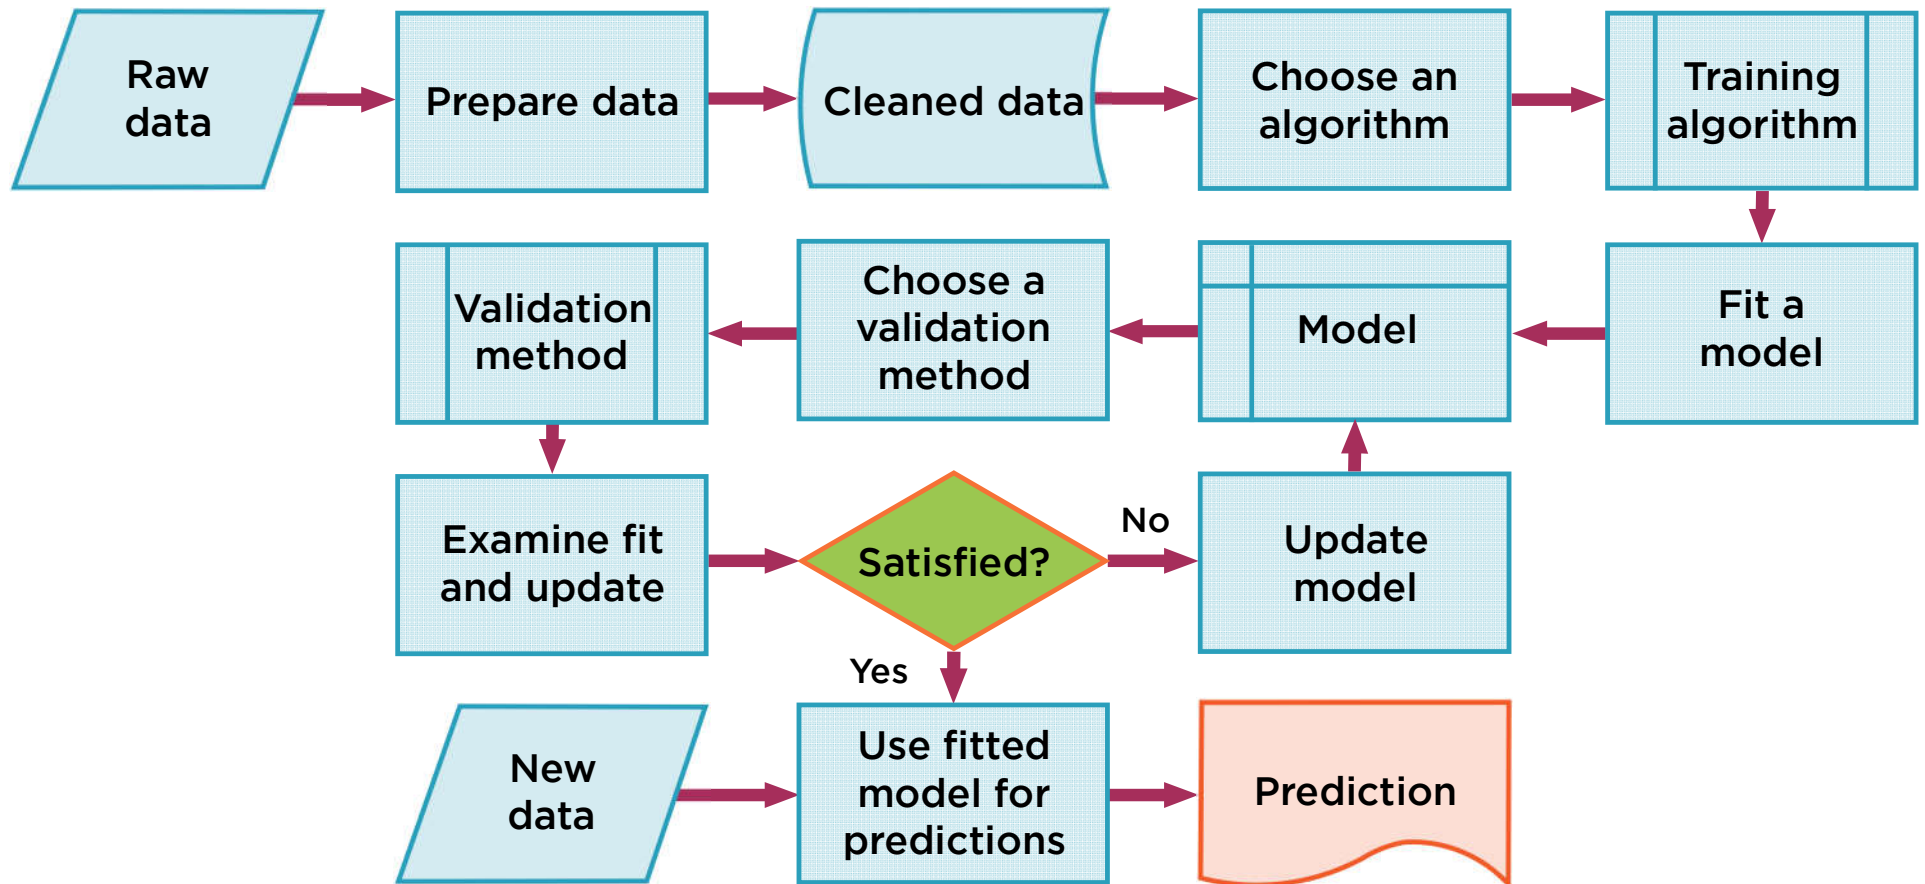 Raw
data
Prepare data
Cleaned data
Choose an
algorithm
Training
algorithm
Fit a
model
Model
Choose a
validation
method
Validation
method
Examine fit
and update
Satisfied?
No
Update
model
Yes
New
data
Use fitted
model for
predictions
Prediction